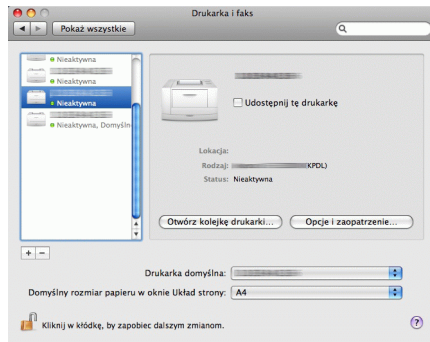 Drukarka i faks
Pokaż wszystkie
Nieaktywna
Nieaktywna
Nieaktywna
Nieaktywna, Domyśln
Udostępnij tę drukarkę
Lokacja:
Rodzaj: KPDL)
Status: Nieaktywna
Otwórz kolejkę drukarki...
Opcje i zaopatrzenie...
+ −
Drukarka domyślna:
Domyślny rozmiar papieru w oknie Układ strony: A4
Kliknij w kłódkę, by zapobiec dalszym zmianom.
?